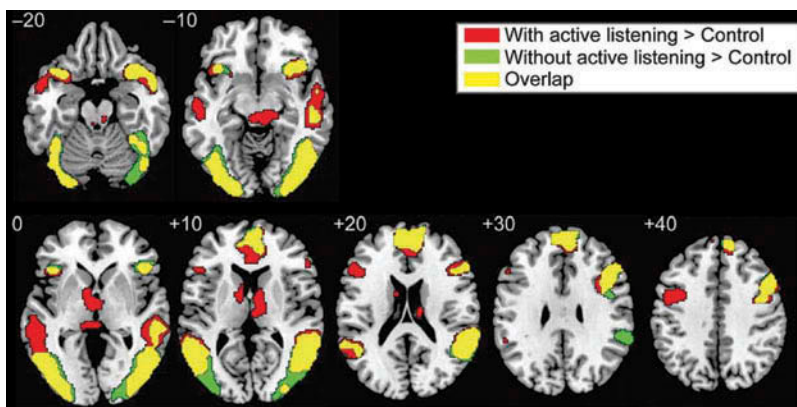 −20
−10
With active listening > Control
Without active listening > Control
Overlap
0
+10
+20
+30
+40